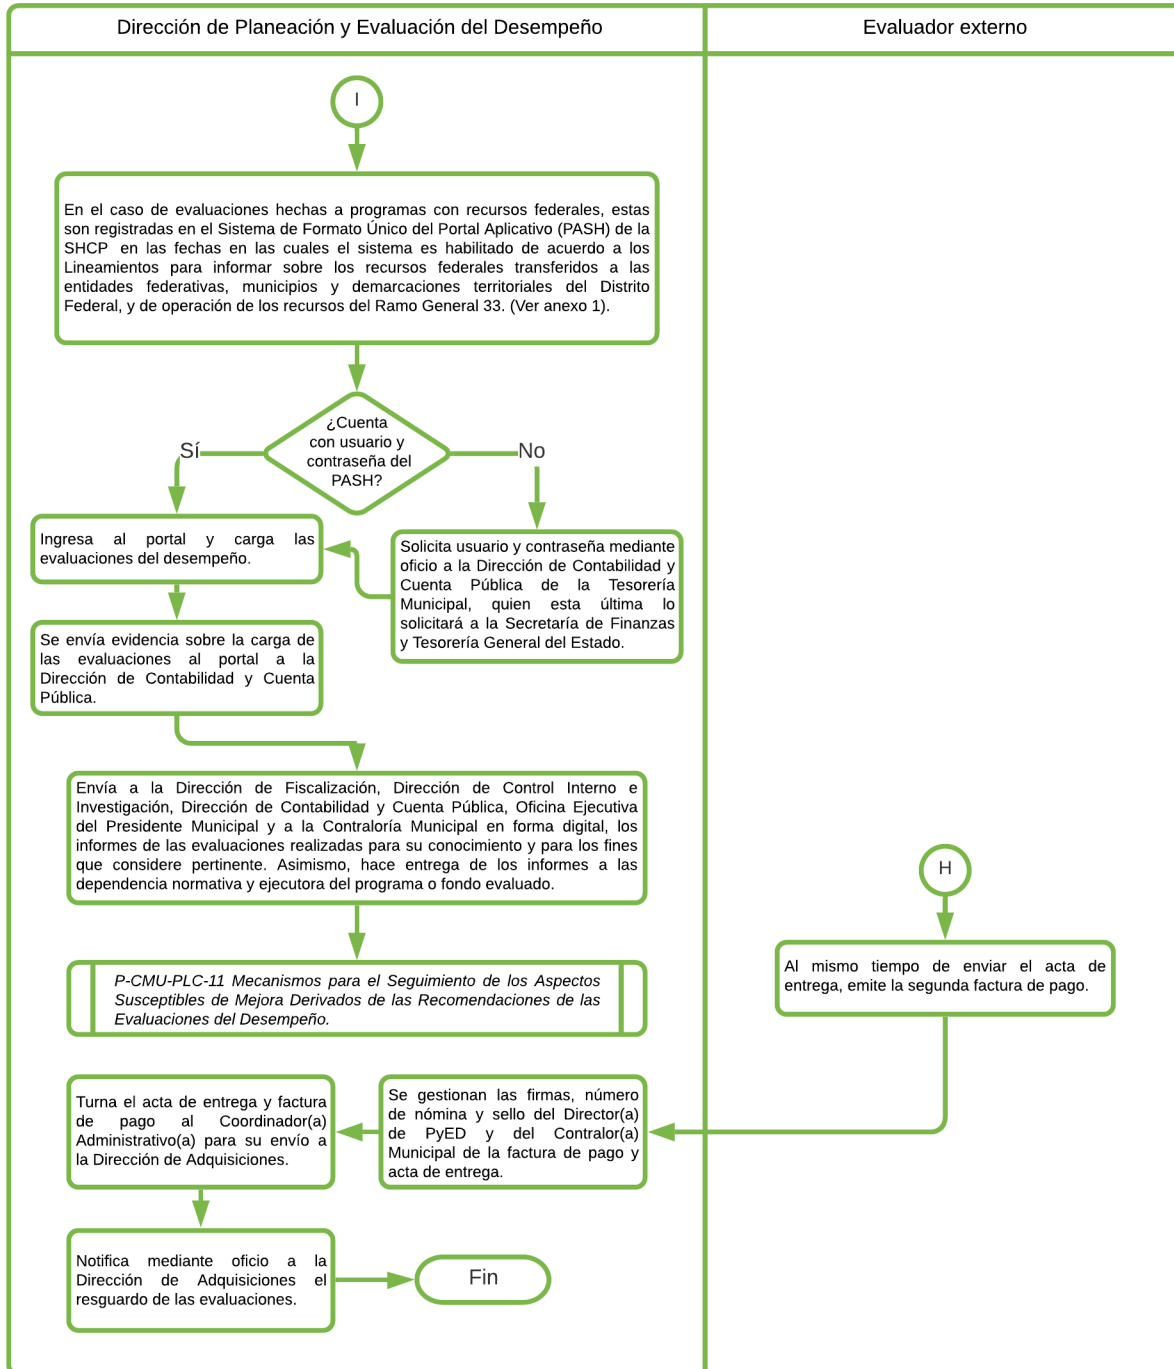 Dirección de Planeación y Evaluación del Desempeño
Evaluador externo
I
En el caso de evaluaciones hechas a programas con recursos federales, estas
son registradas en el Sistema de Formato Único del Portal Aplicativo (PASH) de la
SHCP en las fechas en las cuales el sistema es habilitado de acuerdo a los
Lineamientos para informar sobre los recursos federales transferidos a las
entidades federativas, municipios y demarcaciones territoriales del Distrito
Federal, y de operación de los recursos del Ramo General 33. (Ver anexo 1).
¿Cuenta
con usuario y
contraseña del
PASH?
Sí
No
Ingresa al portal y carga las
evaluaciones del desempeño.
Solicita usuario y contraseña mediante
oficio a la Dirección de Contabilidad y
Cuenta Pública de la Tesorería
Municipal, quien esta última lo
solicitará a la Secretaría de Finanzas
y Tesorería General del Estado.
Se envía evidencia sobre la carga de
las evaluaciones al portal a la
Dirección de Contabilidad y Cuenta
Pública.
Envía a la Dirección de Fiscalización, Dirección de Control Interno e
Investigación, Dirección de Contabilidad y Cuenta Pública, Oficina Ejecutiva
del Presidente Municipal y a la Contraloría Municipal en forma digital, los
informes de las evaluaciones realizadas para su conocimiento y para los fines
que considere pertinente. Asimismo, hace entrega de los informes a las
dependencia normativa y ejecutora del programa o fondo evaluado.
H
Al mismo tiempo de enviar el acta de
entrega, emite la segunda factura de pago.
P-CMU-PLC-11 Mecanismos para el Seguimiento de los Aspectos
Susceptibles de Mejora Derivados de las Recomendaciones de las
Evaluaciones del Desempeño.
Se gestionan las firmas, número
de nómina y sello del Director(a)
de PyED y del Contralor(a)
Municipal de la factura de pago y
acta de entrega.
Turna el acta de entrega y factura
de pago al Coordinador(a)
Administrativo(a) para su envío a
la Dirección de Adquisiciones.
Notifica mediante oficio a la
Dirección de Adquisiciones el
resguardo de las evaluaciones.
Fin